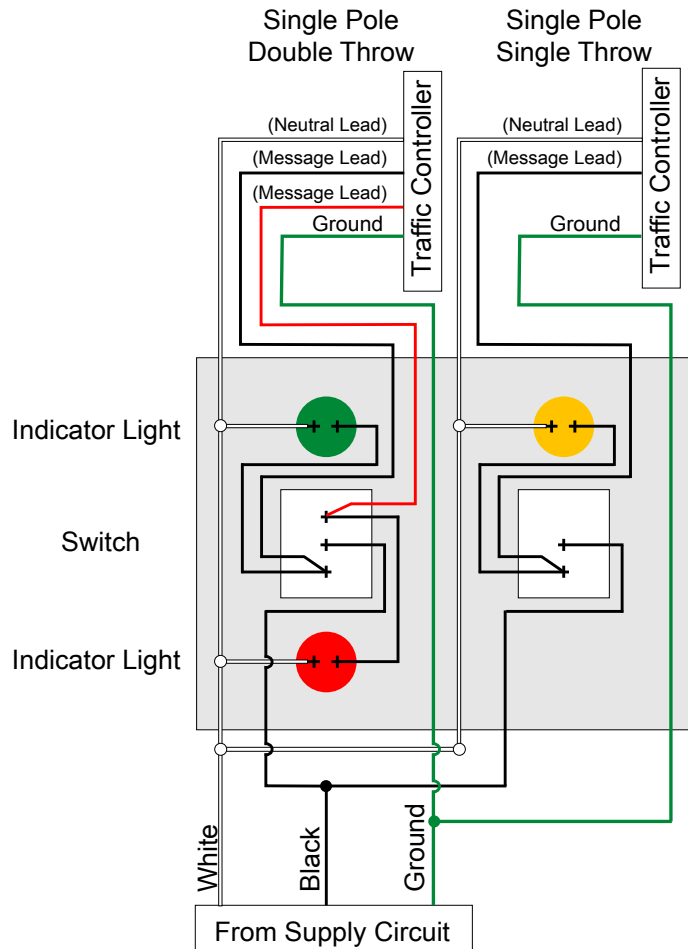 Single Pole
Double Throw
Single Pole
Single Throw
(Neutral Lead)
(Message Lead)
(Message Lead)
Ground
Traffic Controller
(Neutral Lead)
(Message Lead)
Ground
Traffic Controller
Indicator Light
Switch
Indicator Light
White
Black
Ground
From Supply Circuit